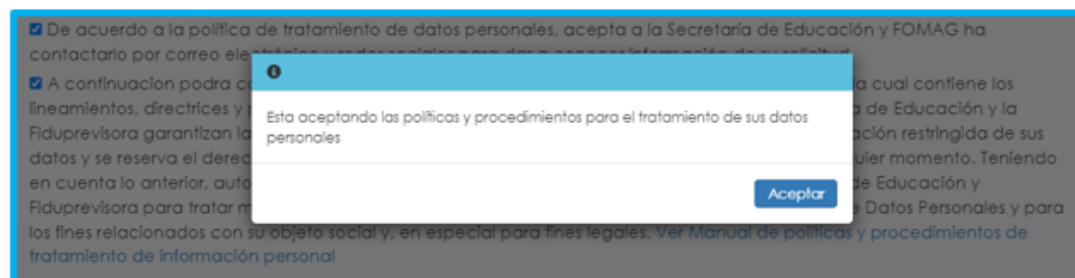 De acuerdo a la política de tratamiento de datos personales, acepta a la Secretaría de Educación y FOMAG ha
contactarlo por correo ele
A continuacion podra c la cual contiene los
lineamientos, directrices y p a de Educación y la
Esta aceptando las políticas y procedimientos para el tratamiento de sus datos
personales
Fiduprevisora garantizan la ación restringida de sus
datos y se reserva el derec uier momento. Teniendo
en cuenta lo anterior, auto de Educación y
Aceptar
Fiduprevisora para tratar m e Datos Personales y para
los fines relacionados con su objeto social y, en especial para fines legales. Ver Manual de políticas y procedimientos de
tratamiento de información personal